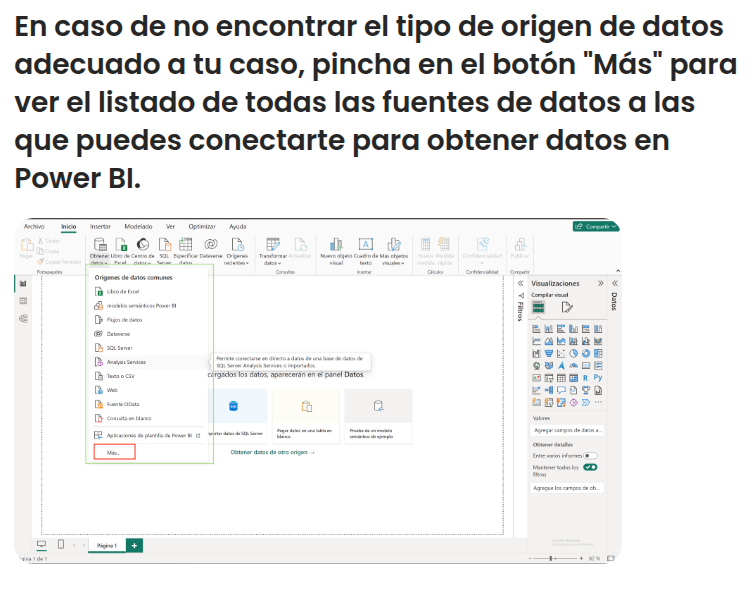 En caso de no encontrar el tipo de origen de datos
adecuado a tu caso, pincha en el botón "Más" para
ver el listado de todas las fuentes de datos a las
que puedes conectarte para obtener datos en
Power BI.
Archivo Inicio Insertar Modelado Ver Optimizar Ayuda
Compartir
Pegar
Cortar
Copiar
Copiar formato
Portapapeles
Obtener datos
Libro de Excel
Centro de datos
SQL Server
Especificar datos
Dataverse
Orígenes recientes
Transformar datos
Actualizar
Consultas
Nuevo objeto visual
Cuadro de texto
Más objetos visuales
Insertar
Nueva medida
Medida rápida
Cálculos
Confidencialidad
Confidencialidad
Publicar
Compartir
Orígenes de datos comunes
Libro de Excel
modelos semánticos Power BI
Flujos de datos
Dataverse
SQL Server
Analysis Services
Texto o CSV
Web
Fuente OData
Consulta en blanco
Aplicaciones de plantilla de Power BI
Más...
Permite conectarse en directo a datos de una base de datos de
SQL Server Analysis Services o importarlos.
cargados los datos, aparecerán en el panel Datos.
portar datos de SQL Server
Pegar datos en una tabla en
blanco
Prueba de un modelo
semántico de ejemplo
Obtener datos de otro origen →
Filtros
Visualizaciones
Compilar visual
R Py
Valores
Agregar campos de datos a...
Obtener detalles
Entre varios informes
Mantener todos los
filtros
Agregue los campos de ob...
Datos
Página 1
+
ina 1 de 1
- + 62 %